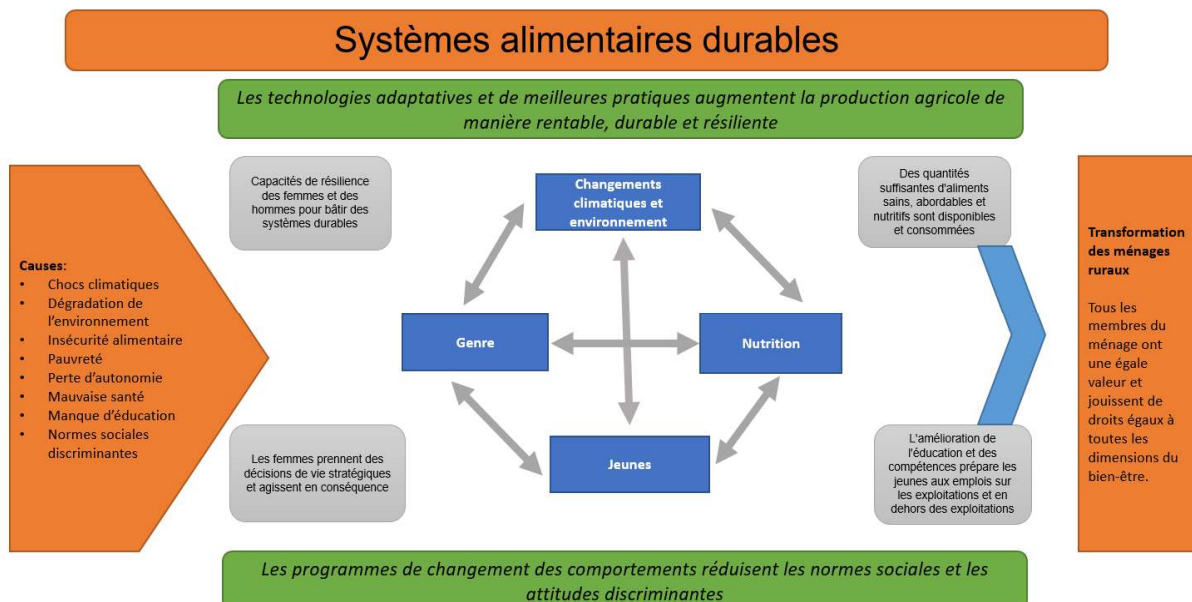 Systèmes alimentaires durables
Les technologies adaptatives et de meilleures pratiques augmentent la production agricole de
manière rentable, durable et résiliente
Causes:
• Chocs climatiques
• Dégradation de
l'environnement
• Insécurité alimentaire
• Pauvreté
• Perte d'autonomie
• Mauvaise santé
• Manque d'éducation
• Normes sociales
discriminantes
Capacités de résilience
des femmes et des
hommes pour bâtir des
systèmes durables
Les femmes prennent des
décisions de vie stratégiques
et agissent en conséquence
Changements
climatiques et
environnement
Genre
Nutrition
Jeunes
Des quantités
suffisantes d'aliments
sains, abordables et
nutritifs sont disponibles
et consommées
L'amélioration de
l'éducation et des
compétences prépare les
jeunes aux emplois sur
les exploitations et en
dehors des exploitations
Transformation
des ménages
ruraux
Tous les
membres du
ménage ont
une égale
valeur et
jouissent de
droits égaux à
toutes les
dimensions du
bien-être.
Les programmes de changement des comportements réduisent les normes sociales et les
attitudes discriminantes